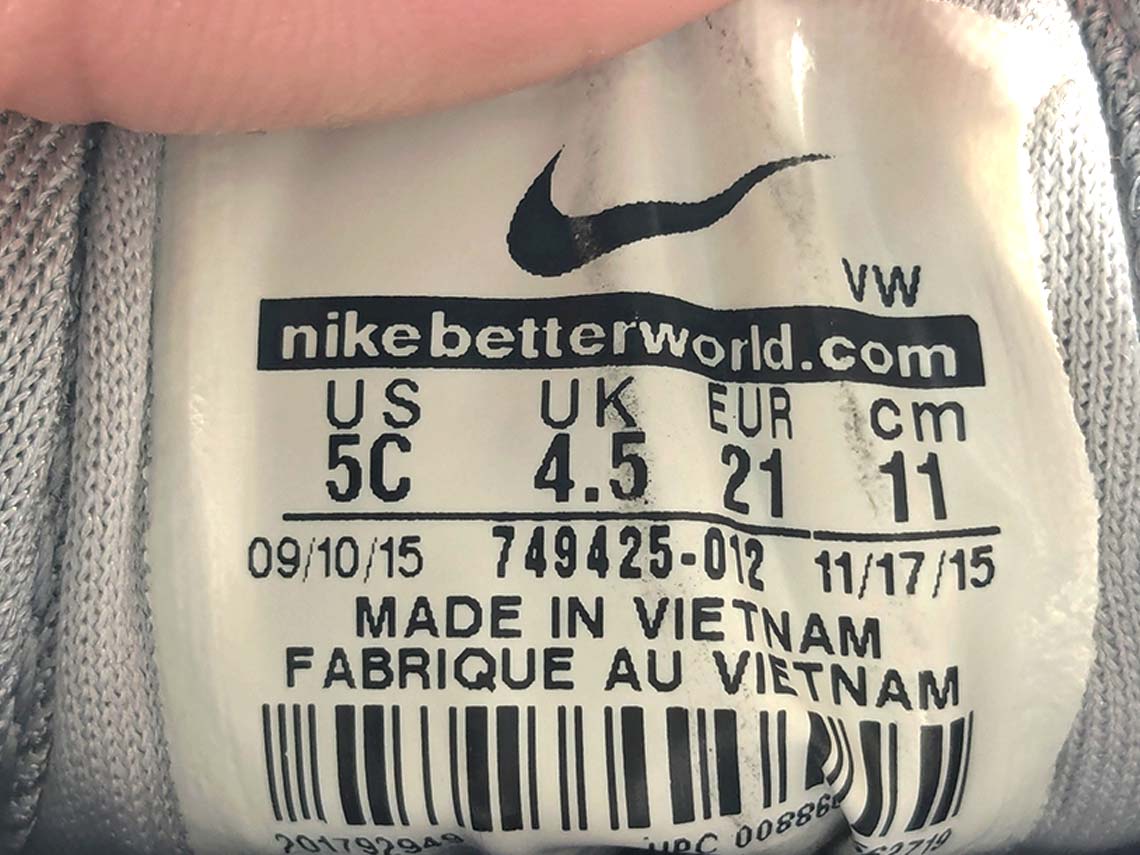 VW
nikebetterworld.com
US UK EUR cm
5C 4.5 21 11
09/10/15 749425-012 11/17/15
MADE IN VIETNAM
FABRIQUE AU VIETNAM
UPC